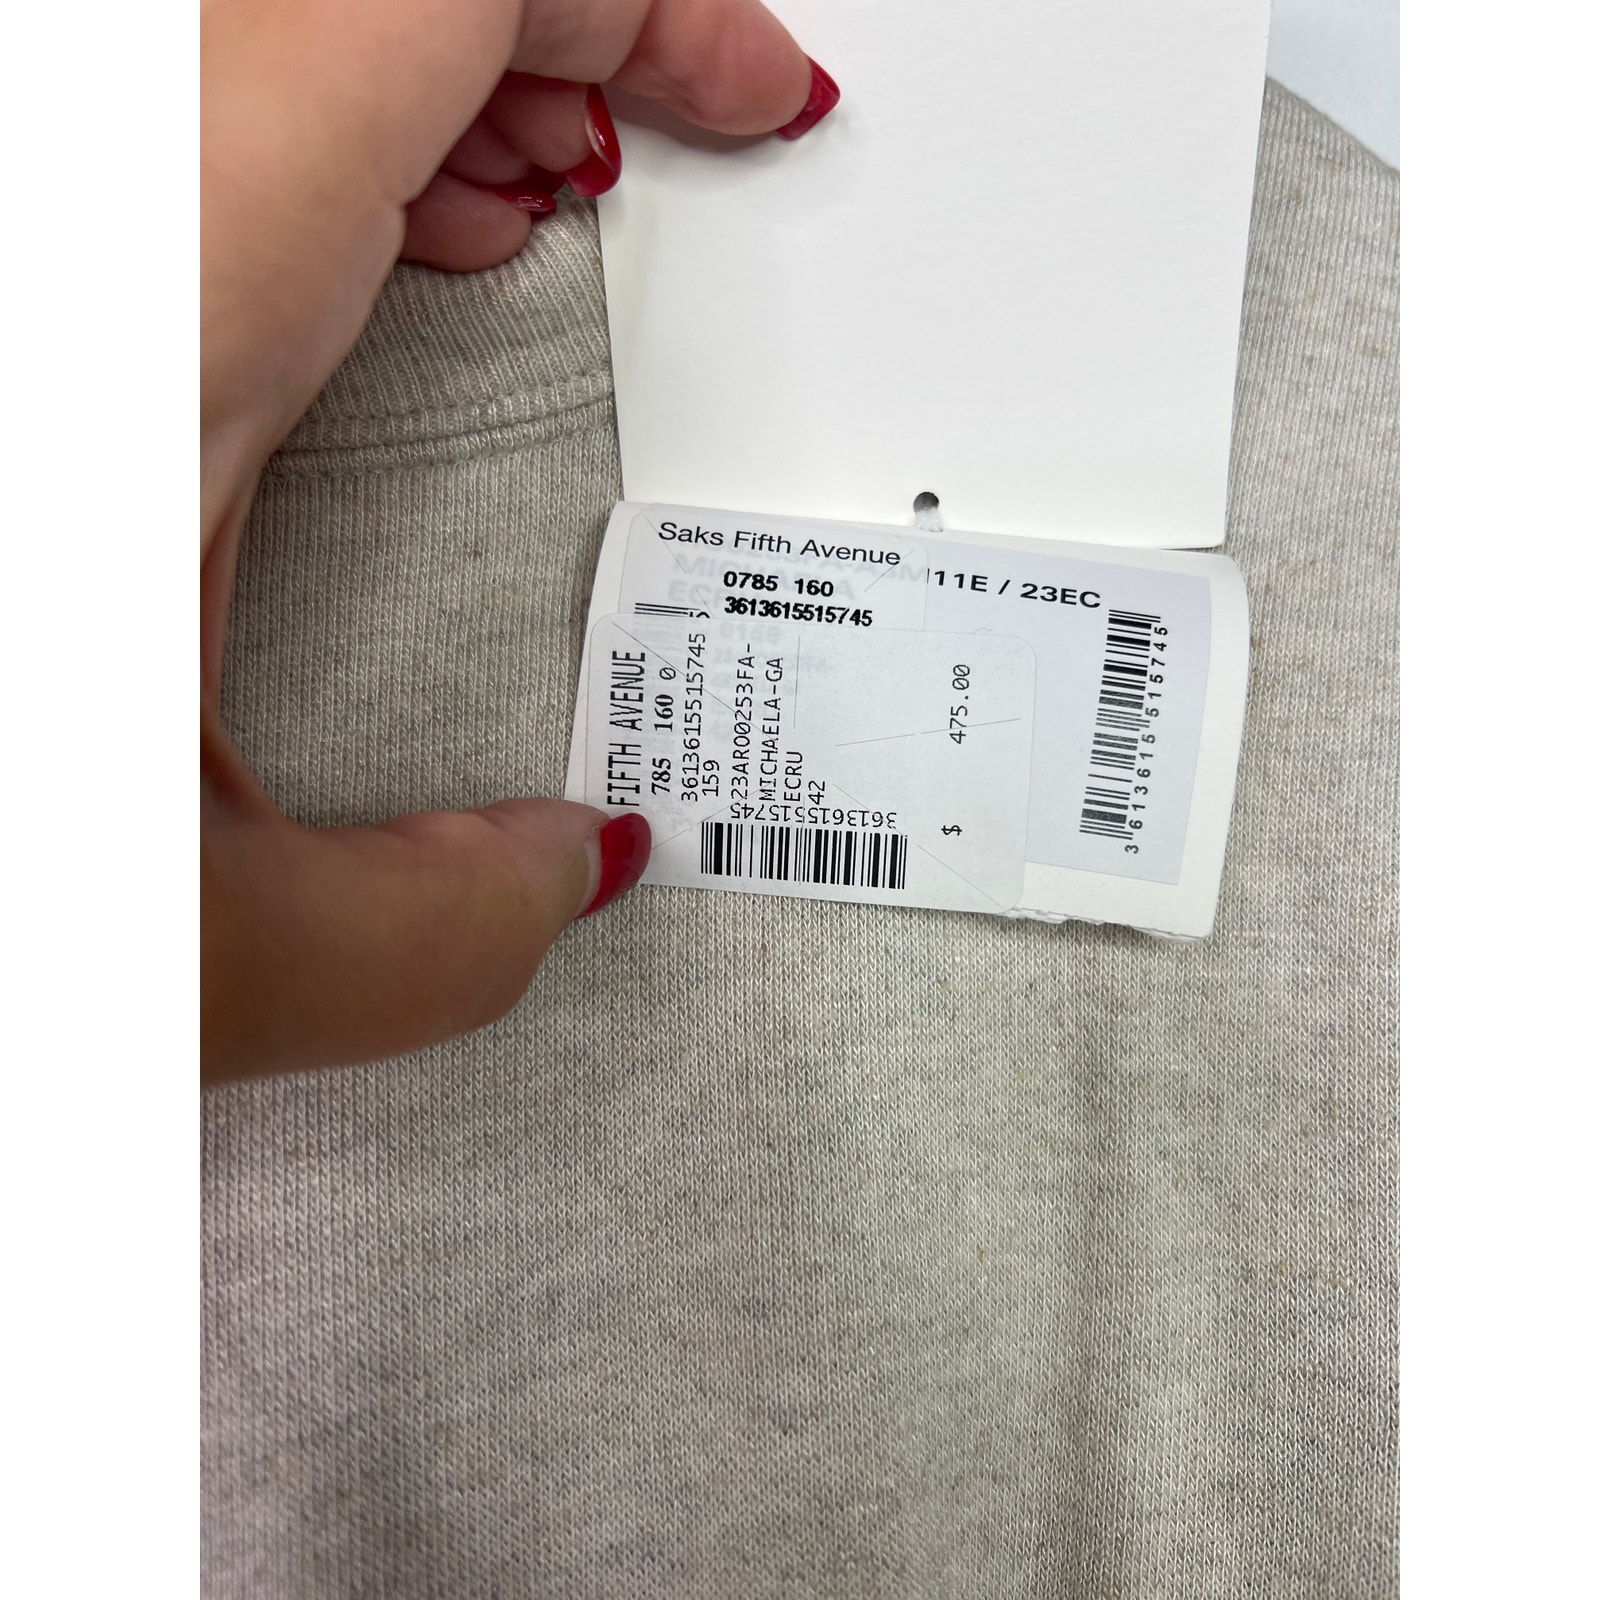 Saks Fifth Avenue
0785 160
3613615515745
11E / 23EC
3613615515745
FIFTH AVENUE
785 160 0
3613615515745
159
23AR00253FA-
MICHAELA-GA
ECRU
42
$ 475.00
3613615515745